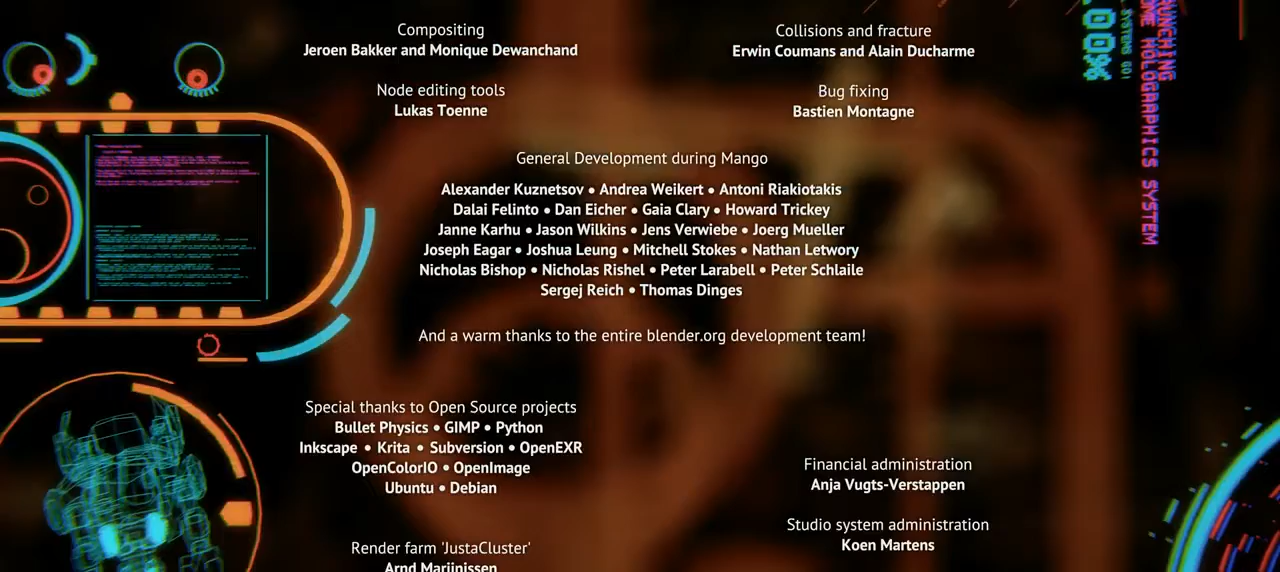 Compositing
Jeroen Bakker and Monique Dewanchand
Collisions and fracture
Erwin Coumans and Alain Ducharme
Node editing tools
Lukas Toenne
Bug fixing
Bastien Montagne
General Development during Mango
Alexander Kuznetsov • Andrea Weikert • Antoni Riakiotakis
Dalai Felinto • Dan Eicher • Gaia Clary • Howard Trickey
Janne Karhu • Jason Wilkins • Jens Verwiebe • Joerg Mueller
Joseph Eagar • Joshua Leung • Mitchell Stokes • Nathan Letwory
Nicholas Bishop • Nicholas Rishel • Peter Larabell • Peter Schlaile
Sergej Reich • Thomas Dinges
And a warm thanks to the entire blender.org development team!
Special thanks to Open Source projects
Bullet Physics • GIMP • Python
Inkscape • Krita • Subversion • OpenEXR
OpenColorIO • OpenImage
Ubuntu • Debian
Financial administration
Anja Vugts-Verstappen
Studio system administration
Koen Martens
Render farm 'JustaCluster'
Arnd Marijnissen
HOLOGRAPHICS SYSTEM
SYSTEMS GO!